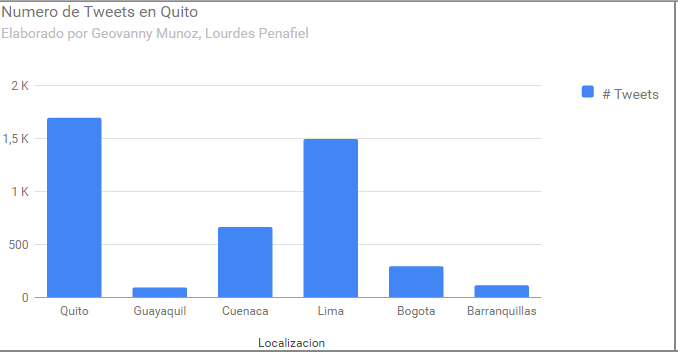 Numero de Tweets en Quito
Elaborado por Geovanny Munoz, Lourdes Penafiel
2 K
1,5 K
1 K
500
0
# Tweets
Quito Guayaquil Cuenaca Lima Bogota Barranquillas
Localizacion